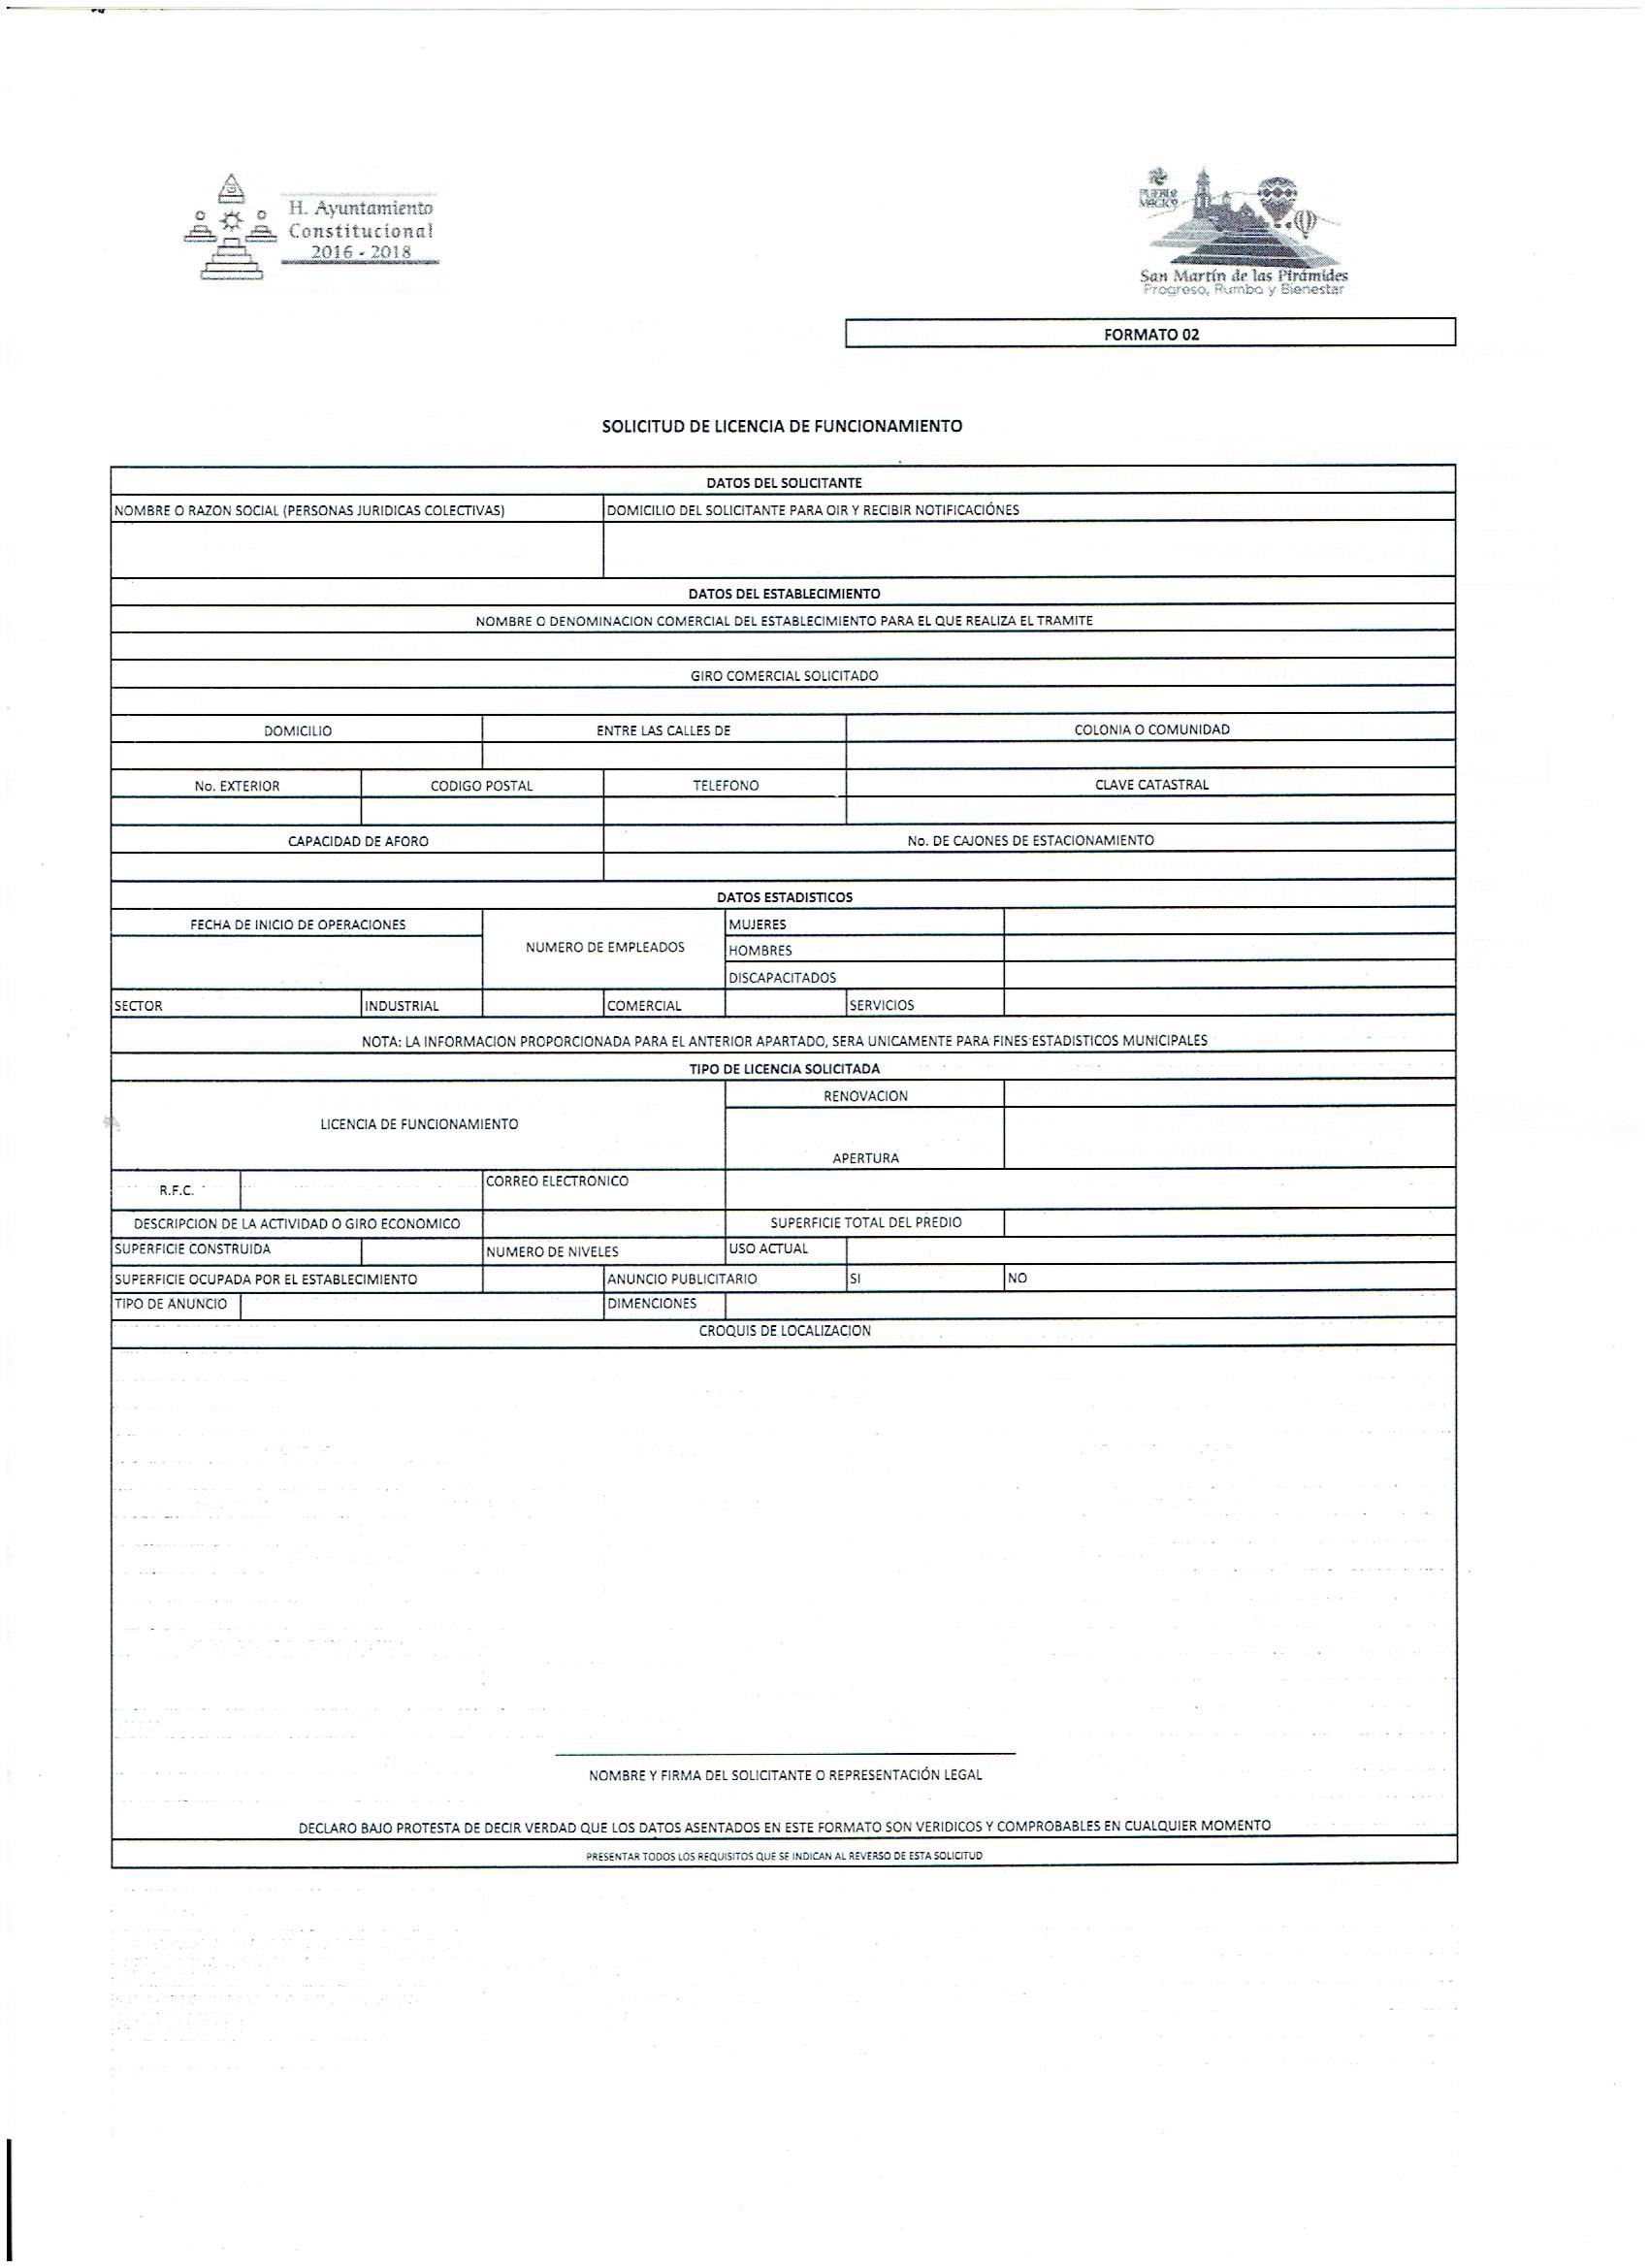 H. Ayuntamiento
Constitucional
2016 - 2018
PUEBLOS
MÁGICOS
San Martín de las Pirámides
Progreso, Rumbo y Bienestar
FORMATO 02
SOLICITUD DE LICENCIA DE FUNCIONAMIENTO
DATOS DEL SOLICITANTE
NOMBRE O RAZON SOCIAL (PERSONAS JURIDICAS COLECTIVAS) DOMICILIO DEL SOLICITANTE PARA OIR Y RECIBIR NOTIFICACIÓNES
DATOS DEL ESTABLECIMIENTO
NOMBRE O DENOMINACION COMERCIAL DEL ESTABLECIMIENTO PARA EL QUE REALIZA EL TRAMITE
GIRO COMERCIAL SOLICITADO
DOMICILIO ENTRE LAS CALLES DE COLONIA O COMUNIDAD
No. EXTERIOR CODIGO POSTAL TELEFONO CLAVE CATASTRAL
CAPACIDAD DE AFORO No. DE CAJONES DE ESTACIONAMIENTO
DATOS ESTADISTICOS
FECHA DE INICIO DE OPERACIONES NUMERO DE EMPLEADOS MUJERES
HOMBRES
DISCAPACITADOS
SECTOR INDUSTRIAL COMERCIAL SERVICIOS
NOTA: LA INFORMACION PROPORCIONADA PARA EL ANTERIOR APARTADO, SERA UNICAMENTE PARA FINES ESTADISTICOS MUNICIPALES
TIPO DE LICENCIA SOLICITADA
LICENCIA DE FUNCIONAMIENTO RENOVACION
APERTURA
R.F.C. CORREO ELECTRONICO
DESCRIPCION DE LA ACTIVIDAD O GIRO ECONOMICO SUPERFICIE TOTAL DEL PREDIO
SUPERFICIE CONSTRUIDA NUMERO DE NIVELES USO ACTUAL
SUPERFICIE OCUPADA POR EL ESTABLECIMIENTO ANUNCIO PUBLICITARIO SI NO
TIPO DE ANUNCIO DIMENCIONES
CROQUIS DE LOCALIZACION
NOMBRE Y FIRMA DEL SOLICITANTE O REPRESENTACIÓN LEGAL
DECLARO BAJO PROTESTA DE DECIR VERDAD QUE LOS DATOS ASENTADOS EN ESTE FORMATO SON VERIDICOS Y COMPROBABLES EN CUALQUIER MOMENTO
PRESENTAR TODOS LOS REQUISITOS QUE SE INDICAN AL REVERSO DE ESTA SOLICITUD